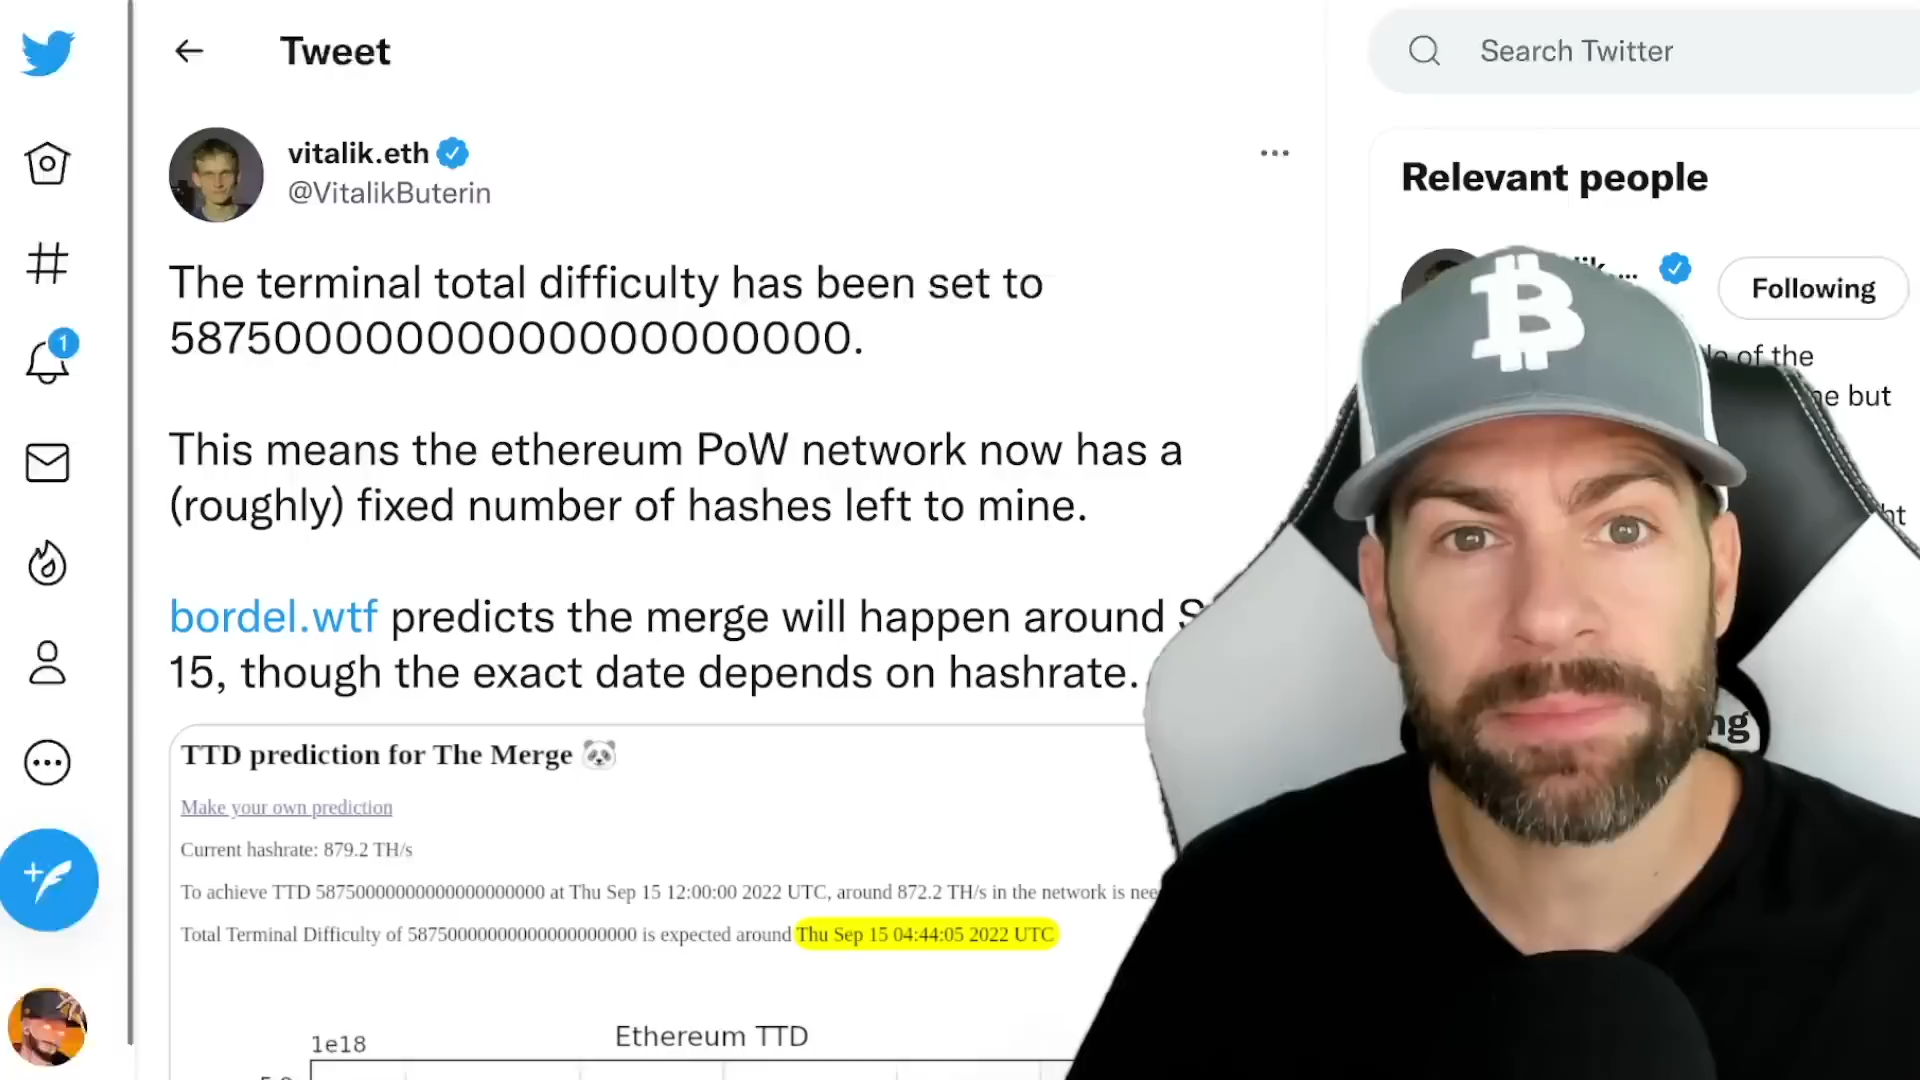 Tweet
Search Twitter
vitalik.eth
@VitalikButerin
Relevant people
Following
1
The terminal total difficulty has been set to
58750000000000000000000.
of the
but
This means the ethereum PoW network now has a
(roughly) fixed number of hashes left to mine.
bordel.wtf predicts the merge will happen around
15, though the exact date depends on hashrate.
TTD prediction for The Merge 🐼
Make your own prediction
Current hashrate: 879.2 TH/s
To achieve TTD 58750000000000000000000 at Thu Sep 15 12:00:00 2022 UTC, around 872.2 TH/s in the network is
Total Terminal Difficulty of 58750000000000000000000 is expected around Thu Sep 15 04:44:05 2022 UTC
Ethereum TTD
1e18